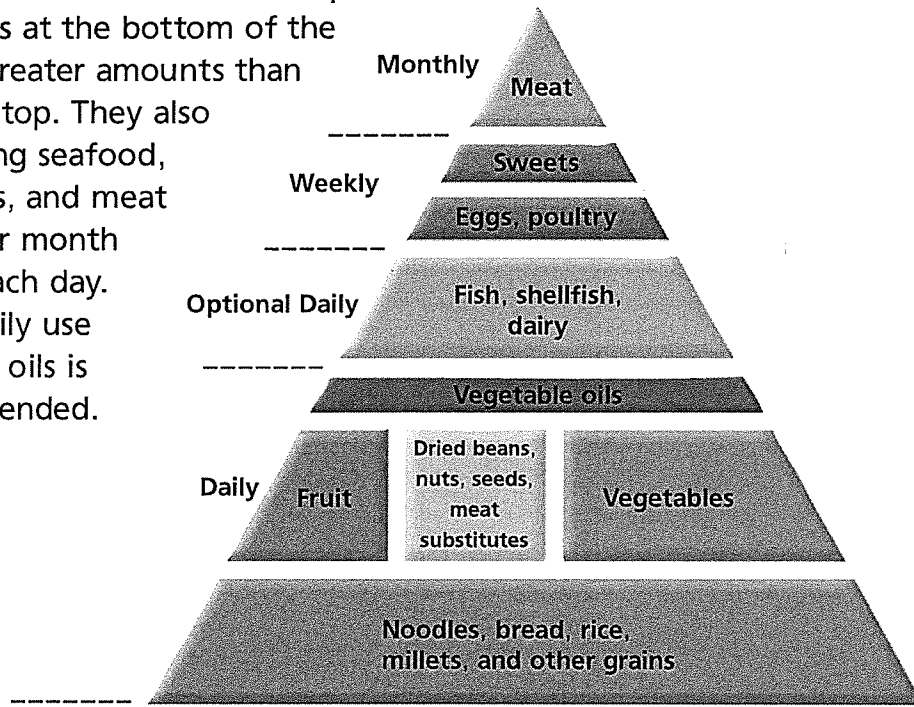 s at the bottom of the
reater amounts than
top. They also
ng seafood,
s, and meat
r month
ach day.
ily use
oils is
ended.
Monthly
Meat
Weekly
Sweets
Eggs, poultry
Optional Daily
Fish, shellfish,
dairy
Daily
Vegetable oils
Fruit
Dried beans,
nuts, seeds,
meat
substitutes
Vegetables
Noodles, bread, rice,
millets, and other grains